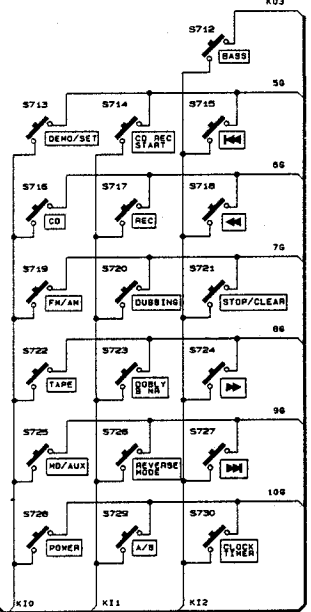 KO3
S712
BASS
5G
S713 S714 S715
DEMO/SET
CD REC
START
6G
S716 S717 S718
CD REC
7G
S719 S720 S721
FM/AM DUBBING STOP/CLEAR
8G
S722 S723 S724
TAPE
DOBLY
B NR
9G
S725 S726 S727
MD/AUX
REVERSE
MODE
10G
S728 S729 S730
POWER A/B
CLOCK
TIMER
KI0 KI1 KI2